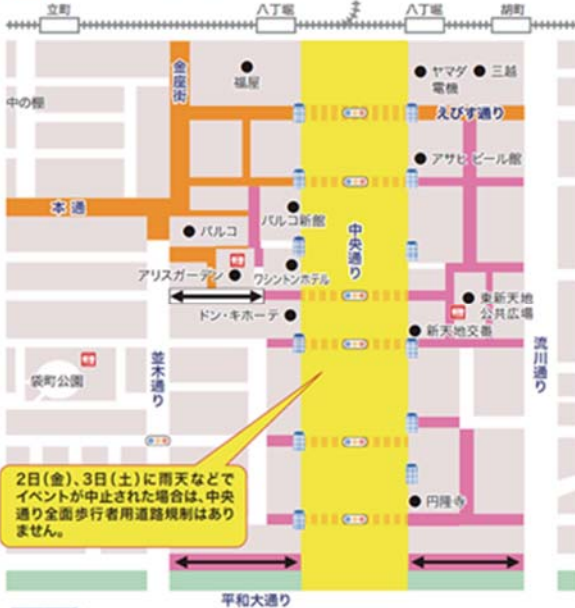 立町
八丁堀
八丁堀
胡町
金座街
福屋
ヤマダ
電機
三越
中の棚
えびす通り
アサヒ ビール館
本通
パルコ
パルコ新館
中央通り
アリスガーデン
ワシントンホテル
東新天地
公共広場
ドン・キホーテ
新天地交番
並木通り
流川通り
袋町公園
2日(金)、3日(土)に雨天などで
イベントが中止された場合は、中央
通り全面歩行者用道路規制はあり
ません。
円隆寺
平和大通り